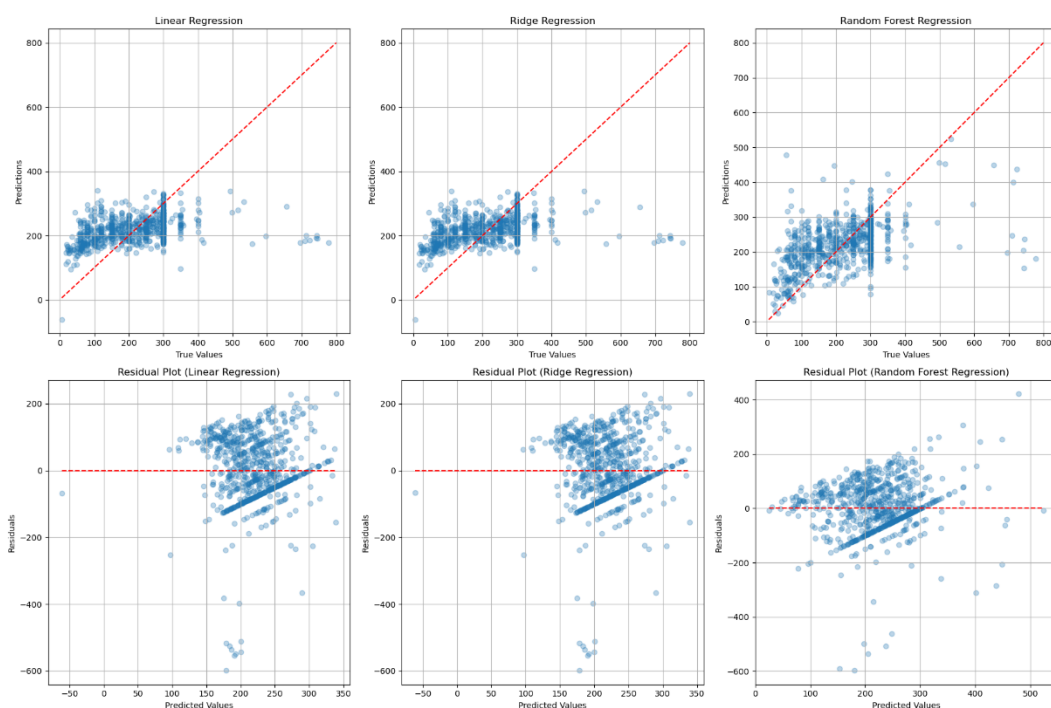 Linear Regression
Ridge Regression
Random Forest Regression
800
600
400
200
0
Predictions
0 100 200 300 400 500 600 700 800
True Values
800
600
400
200
0
Predictions
0 100 200 300 400 500 600 700 800
True Values
800
700
600
500
400
300
200
100
0
Predictions
0 100 200 300 400 500 600 700 800
True Values
Residual Plot (Linear Regression)
Residual Plot (Ridge Regression)
Residual Plot (Random Forest Regression)
200
0
−200
−400
−600
Residuals
−50 0 50 100 150 200 250 300 350
Predicted Values
200
0
−200
−400
−600
Residuals
−50 0 50 100 150 200 250 300 350
Predicted Values
400
200
0
−200
−400
−600
Residuals
0 100 200 300 400 500
Predicted Values